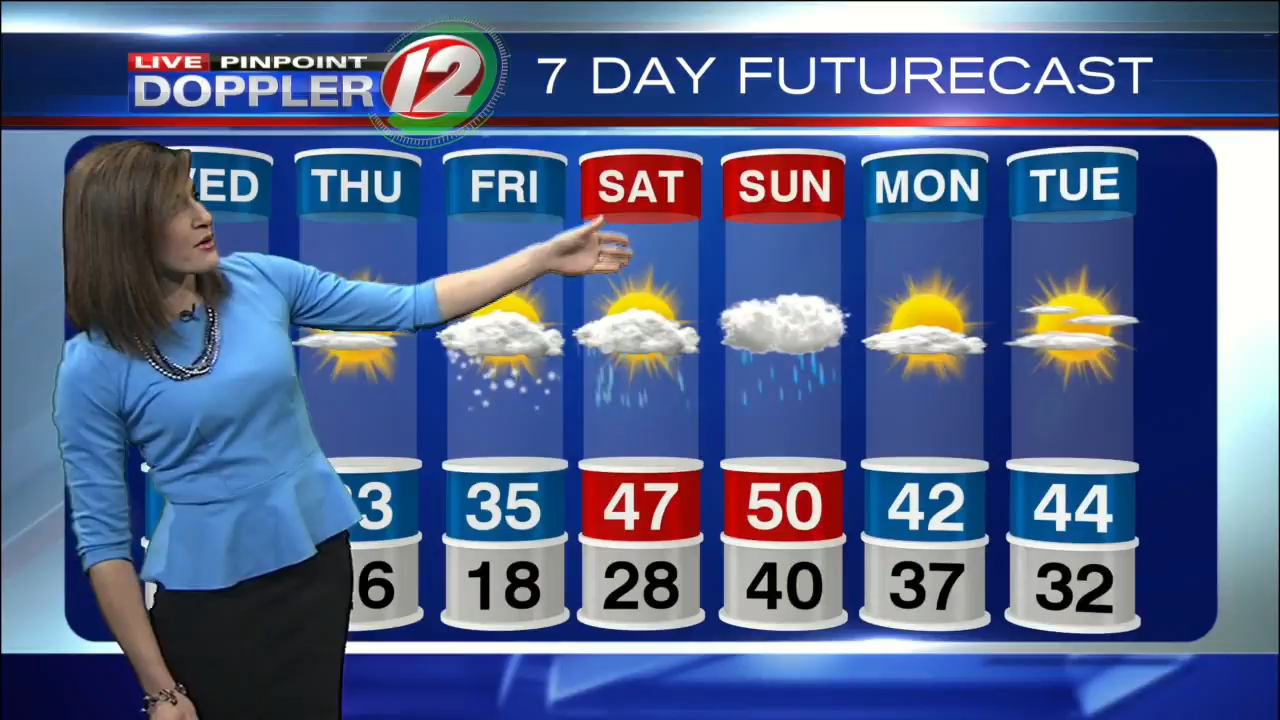 LIVE PINPOINT
DOPPLER 12
7 DAY FUTURECAST
THU FRI SAT SUN MON TUE
35 47 50 42 44
18 28 40 37 32